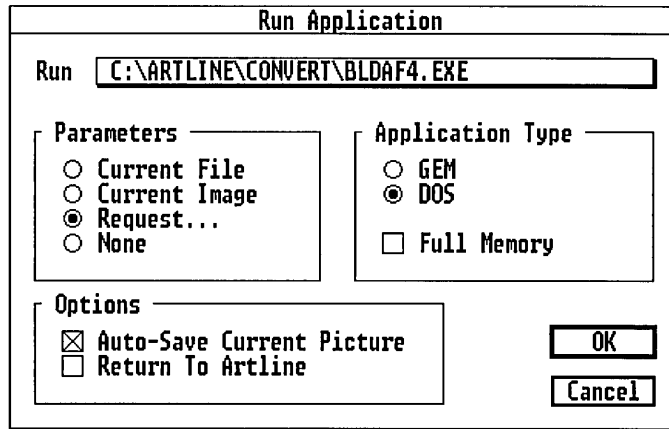 Run Application
Run C:\ARTLINE\CONVERT\BLDAF4.EXE
Parameters
Current File
Current Image
Request...
None
Application Type
GEM
DOS
Full Memory
Options
Auto-Save Current Picture
Return To Artline
OK
Cancel